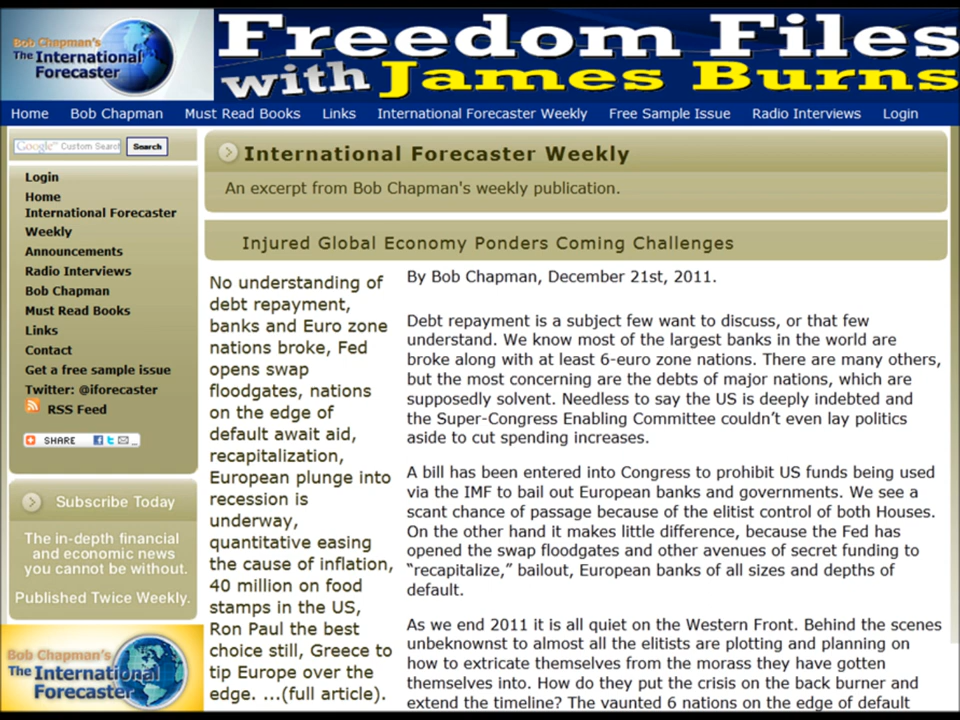 Bob Chapman's
The International
Forecaster
Freedom Files
with James Burns
Home Bob Chapman Must Read Books Links International Forecaster Weekly Free Sample Issue Radio Interviews Login
Google™ Custom Search Search
Login
Home
International Forecaster
Weekly
Announcements
Radio Interviews
Bob Chapman
Must Read Books
Links
Contact
Get a free sample issue
Twitter: @iforecaster
RSS Feed
SHARE
Subscribe Today
The in-depth financial
and economic news
you cannot be without.
Published Twice Weekly.
Bob Chapman's
The International
Forecaster
International Forecaster Weekly
An excerpt from Bob Chapman's weekly publication.
Injured Global Economy Ponders Coming Challenges
No understanding of
debt repayment,
banks and Euro zone
nations broke, Fed
opens swap
floodgates, nations
on the edge of
default await aid,
recapitalization,
European plunge into
recession is
underway,
quantitative easing
the cause of inflation,
40 million on food
stamps in the US,
Ron Paul the best
choice still, Greece to
tip Europe over the
edge. ...(full article).
By Bob Chapman, December 21st, 2011.
Debt repayment is a subject few want to discuss, or that few
understand. We know most of the largest banks in the world are
broke along with at least 6-euro zone nations. There are many others,
but the most concerning are the debts of major nations, which are
supposedly solvent. Needless to say the US is deeply indebted and
the Super-Congress Enabling Committee couldn't even lay politics
aside to cut spending increases.
A bill has been entered into Congress to prohibit US funds being used
via the IMF to bail out European banks and governments. We see a
scant chance of passage because of the elitist control of both Houses.
On the other hand it makes little difference, because the Fed has
opened the swap floodgates and other avenues of secret funding to
“recapitalize,” bailout, European banks of all sizes and depths of
default.
As we end 2011 it is all quiet on the Western Front. Behind the scenes
unbeknownst to almost all the elitists are plotting and planning on
how to extricate themselves from the morass they have gotten
themselves into. How do they put the crisis on the back burner and
extend the timeline? The vaunted 6 nations on the edge of default